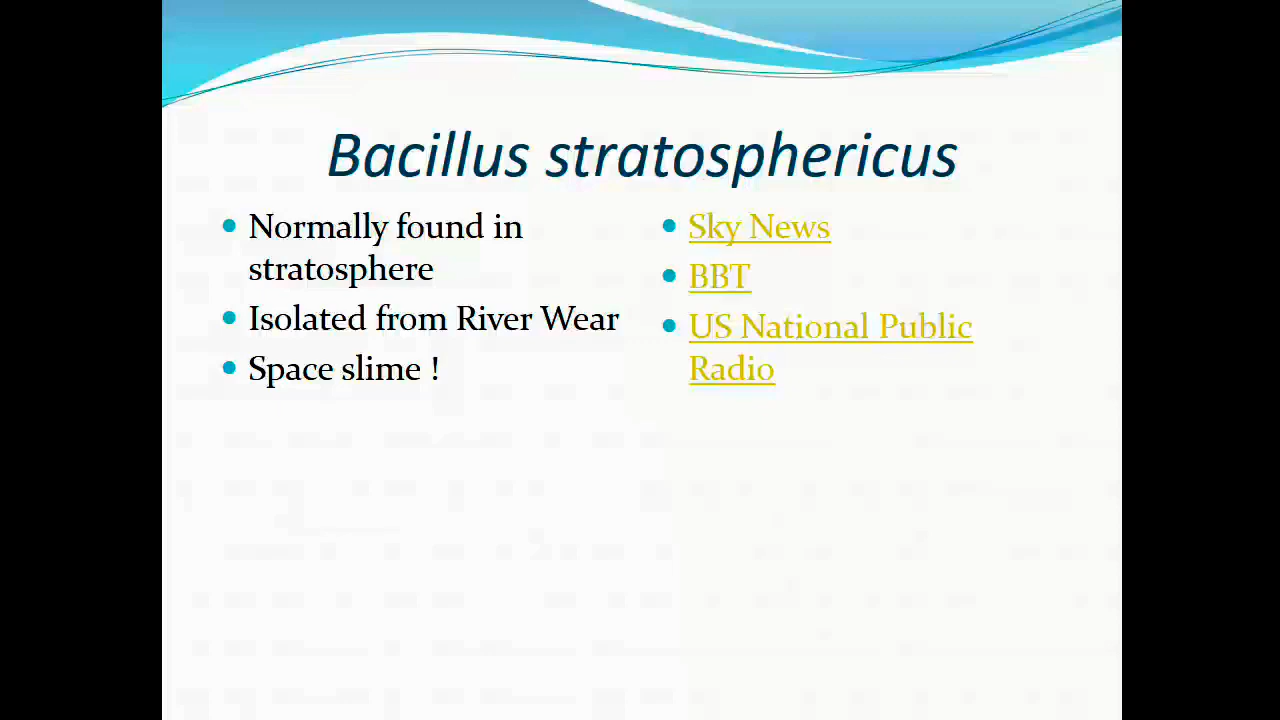 Bacillus stratosphericus
Normally found in
stratosphere
Isolated from River Wear
Space slime !
Sky News
BBT
US National Public
Radio